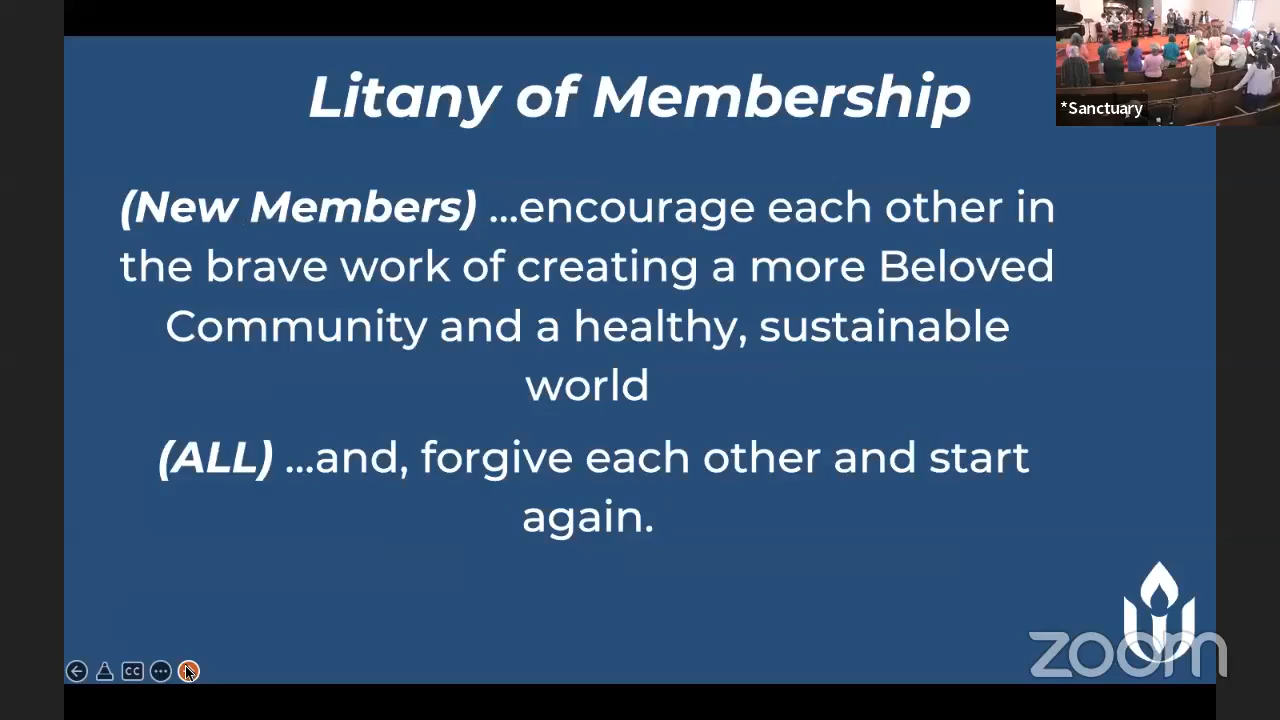 Litany of Membership
*Sanctuary
(New Members) ...encourage each other in
the brave work of creating a more Beloved
Community and a healthy, sustainable
world
(ALL) ...and, forgive each other and start
again.
CC
zoom